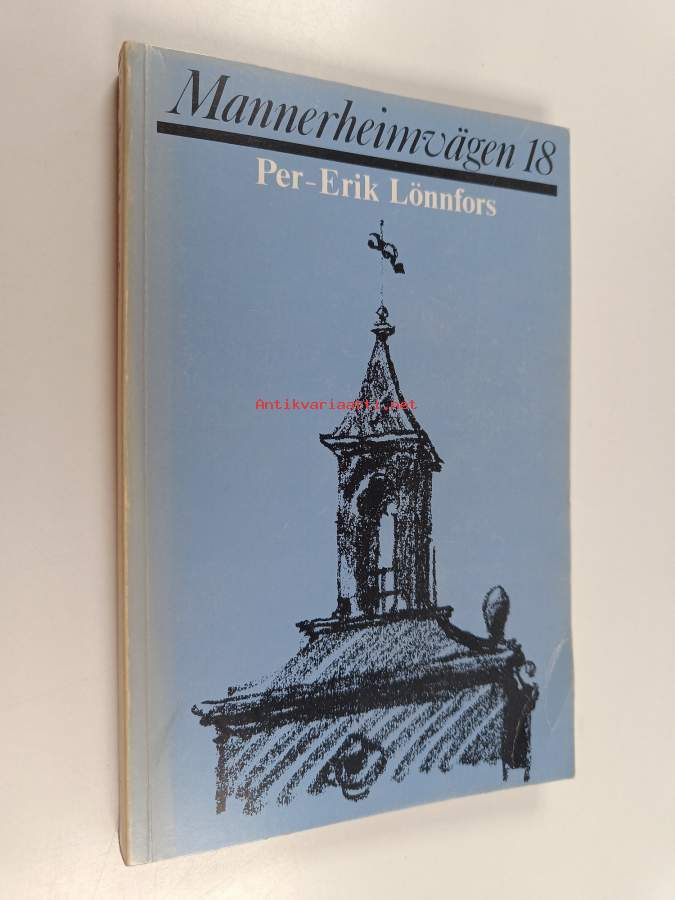 Mannerheimvägen 18
Per-Erik Lönnfors
Antikvariaatti.net